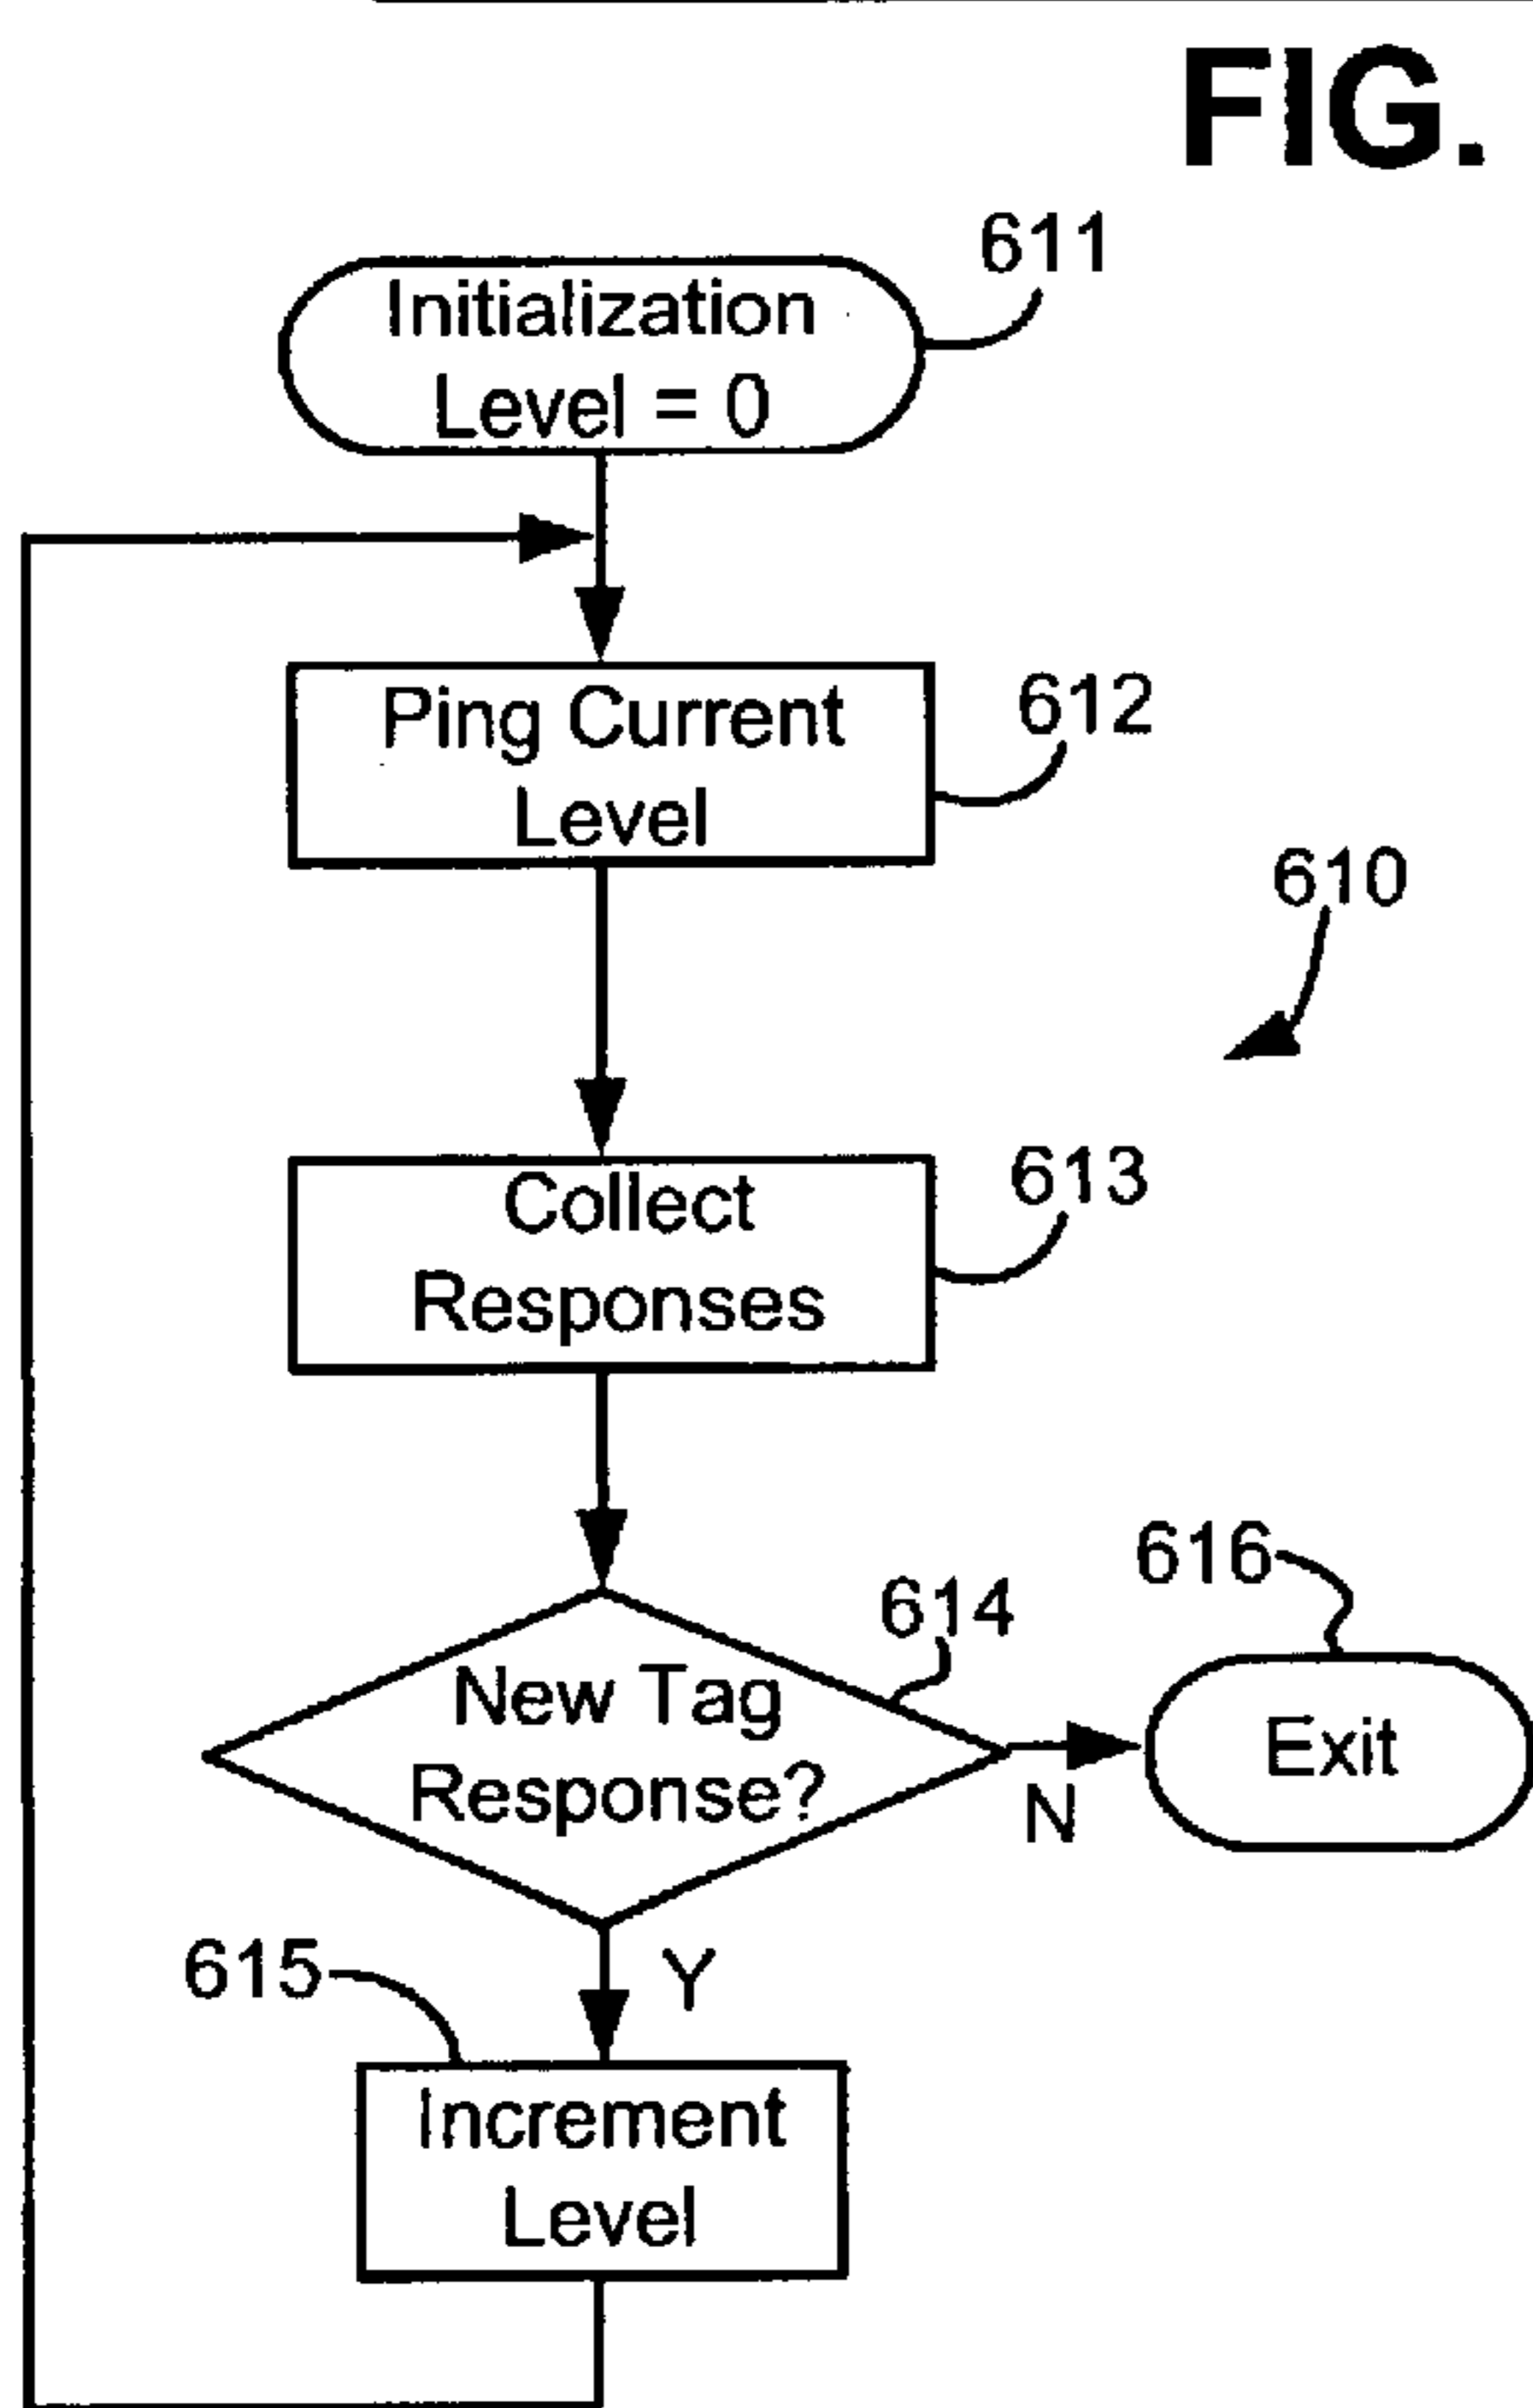 FIG.
611
Initialization
Level = 0
Ping Current
Level
612
610
Collect
Responses
613
616
614
New Tag
Response?
Exit
N
615
Y
Increment
Level